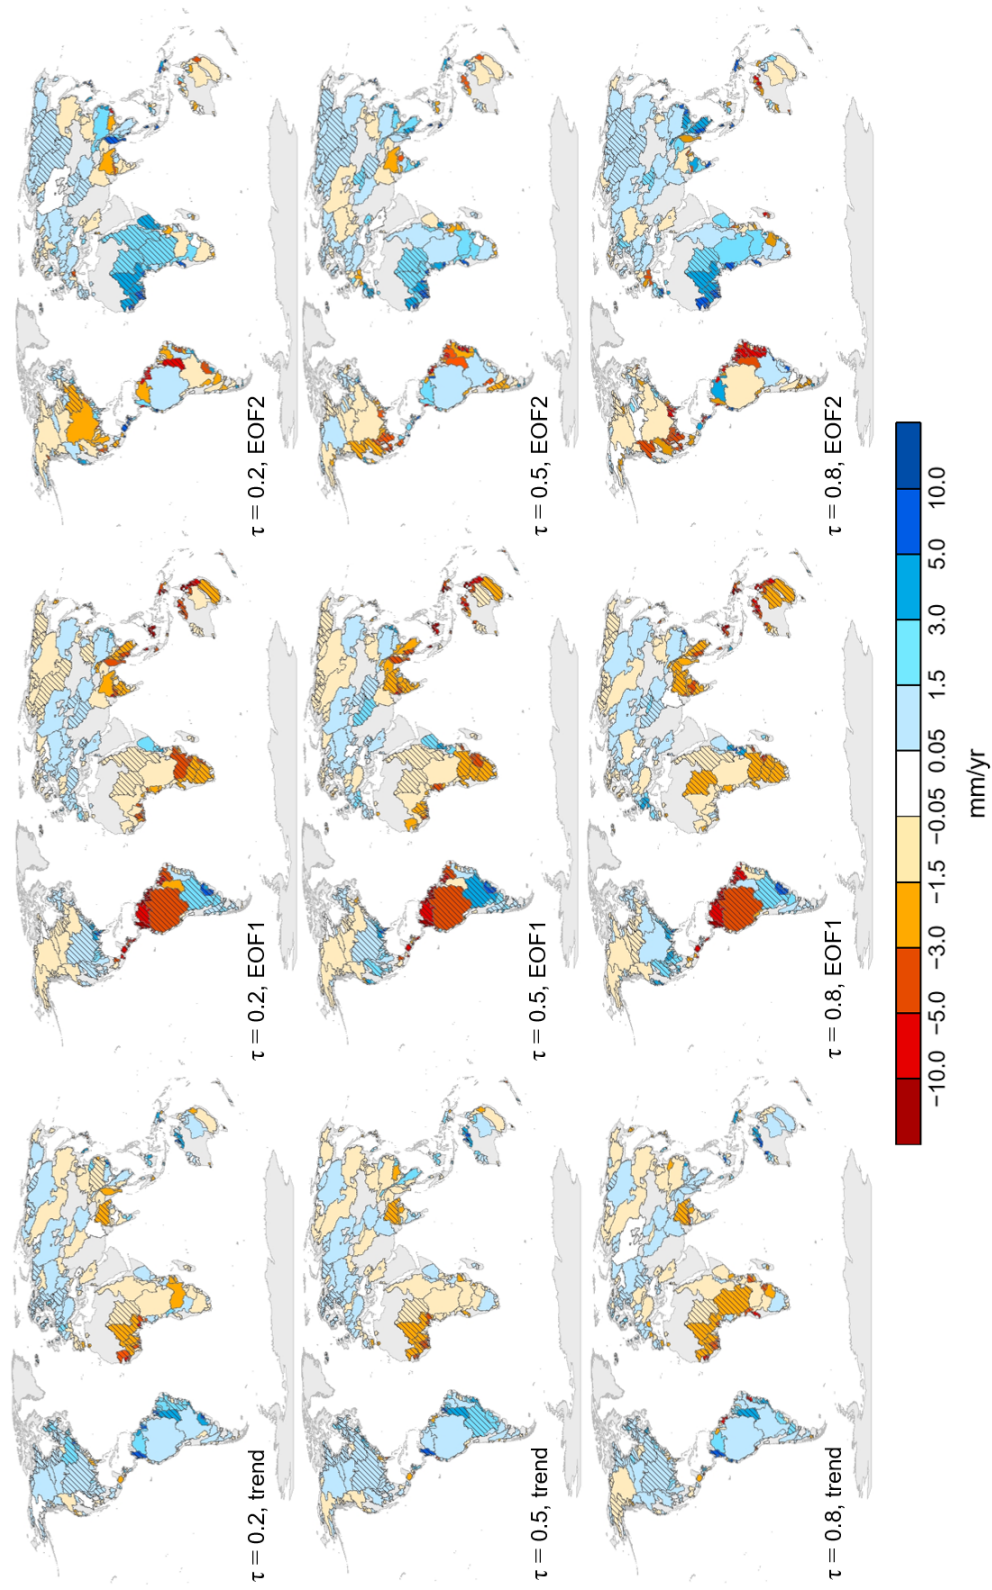 τ = 0.2, trend
τ = 0.2, EOF1
τ = 0.2, EOF2
τ = 0.5, trend
τ = 0.5, EOF1
τ = 0.5, EOF2
τ = 0.8, trend
τ = 0.8, EOF1
τ = 0.8, EOF2
−10.0 −5.0 −3.0 −1.5 −0.05 0.05 1.5 3.0 5.0 10.0
mm/yr